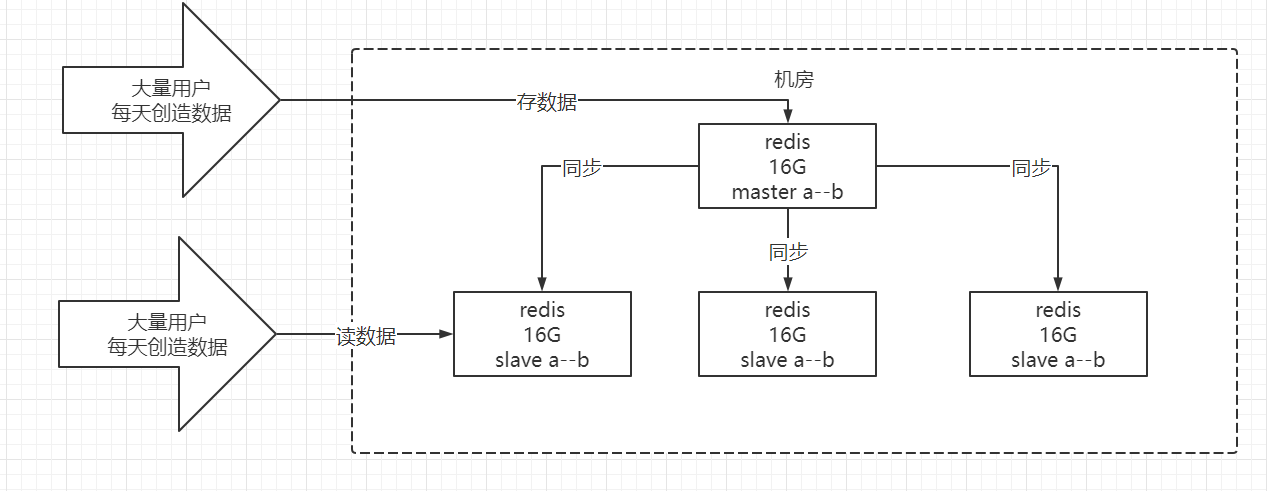 大量用户
每天创造数据
机房
存数据
redis
16G
master a--b
同步
同步
同步
大量用户
每天创造数据
读数据
redis
16G
slave a--b
redis
16G
slave a--b
redis
16G
slave a--b